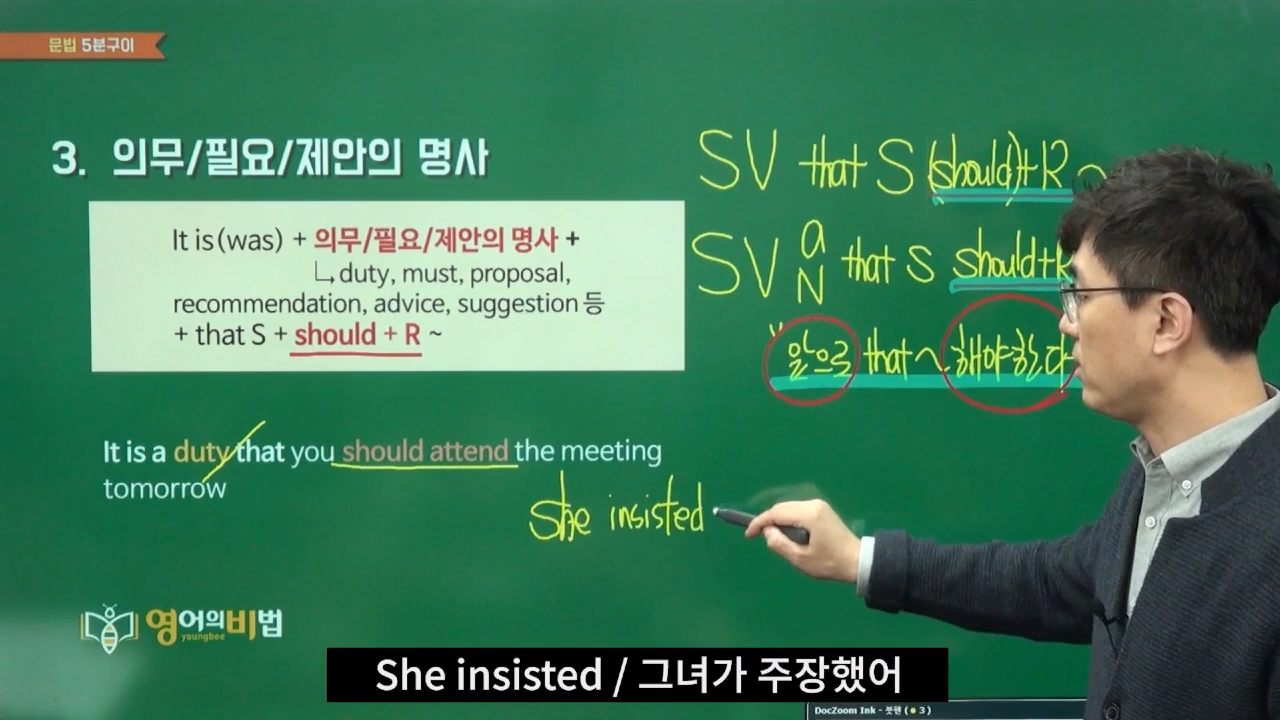 문법 5분구이
3. 의무/필요/제안의 명사
It is(was) + 의무/필요/제안의 명사 +
ㄴ, duty, must, proposal,
recommendation, advice, suggestion 등
+ that S + should + R ~
It is a duty that you should attend the meeting
tomorrow
SV that S (should)+R ~
SV a that S should+R
N
"앞으로 that ~ 해야한다
She insisted
영어의비법
youngbee
She insisted / 그녀가 주장했어
DocZoom Ink - 붓펜 ( 3 )